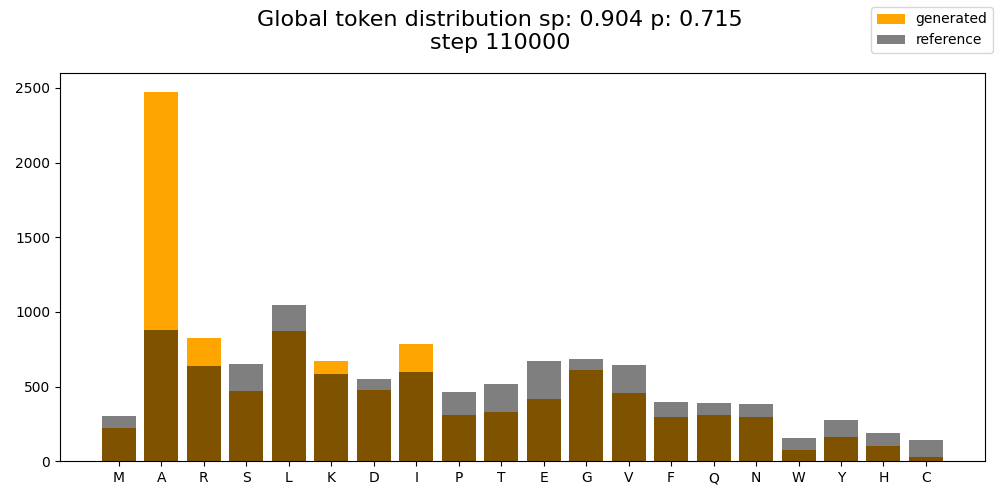 Global token distribution sp: 0.904 p: 0.715
step 110000
generated
reference
2500
2000
1500
1000
500
0
M A R S L K D I P T E G V F Q N W Y H C